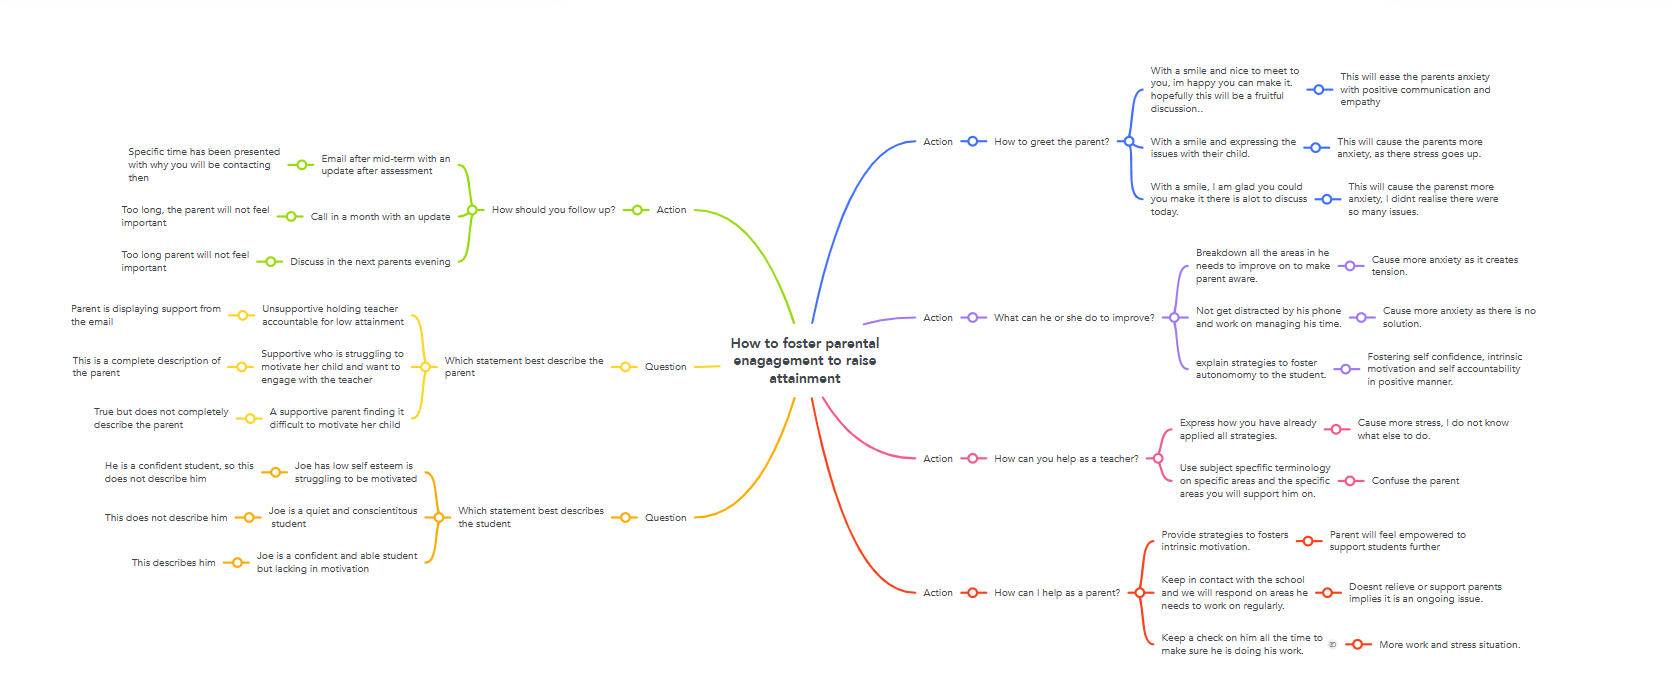 How to foster parental
enagagement to raise
attainment
Action
How to greet the parent?
With a smile and nice to meet to
you, im happy you can make it.
hopefully this will be a fruitful
discussion..
This will ease the parents anxiety
with positive communication and
empathy
With a smile and expressing the
issues with their child.
This will cause the parents more
anxiety, as there stress goes up.
With a smile, I am glad you could
you make it there is alot to discuss
today.
This will cause the parenst more
anxiety, I didnt realise there were
so many issues.
Action
What can he or she do to improve?
Breakdown all the areas in he
needs to improve on to make
parent aware.
Cause more anxiety as it creates
tension.
Not get distracted by his phone
and work on managing his time.
Cause more anxiety as there is no
solution.
explain strategies to foster
autonomomy to the student.
Fostering self confidence, intrinsic
motivation and self accountability
in positive manner.
Action
How can you help as a teacher?
Express how you have already
applied all strategies.
Cause more stress, I do not know
what else to do.
Use subject specfific terminology
on specific areas and the specific
areas you will support him on.
Confuse the parent
Action
How can I help as a parent?
Provide strategies to fosters
intrinsic motivation.
Parent will feel empowered to
support students further
Keep in contact with the school
and we will respond on areas he
needs to work on regularly.
Doesnt relieve or support parents
implies it is an ongoing issue.
Keep a check on him all the time to
make sure he is doing his work.
More work and stress situation.
Action
How should you follow up?
Email after mid-term with an
update after assessment
Specific time has been presented
with why you will be contacting
then
Call in a month with an update
Too long, the parent will not feel
important
Discuss in the next parents evening
Too long parent will not feel
important
Question
Which statement best describe the
parent
Unsupportive holding teacher
accountable for low attainment
Parent is displaying support from
the email
Supportive who is struggling to
motivate her child and want to
engage with the teacher
This is a complete description of
the parent
A supportive parent finding it
difficult to motivate her child
True but does not completely
describe the parent
Question
Which statement best describes
the student
Joe has low self esteem is
struggling to be motivated
He is a confident student, so this
does not describe him
Joe is a quiet and conscientitous
student
This does not describe him
Joe is a confident and able student
but lacking in motivation
This describes him